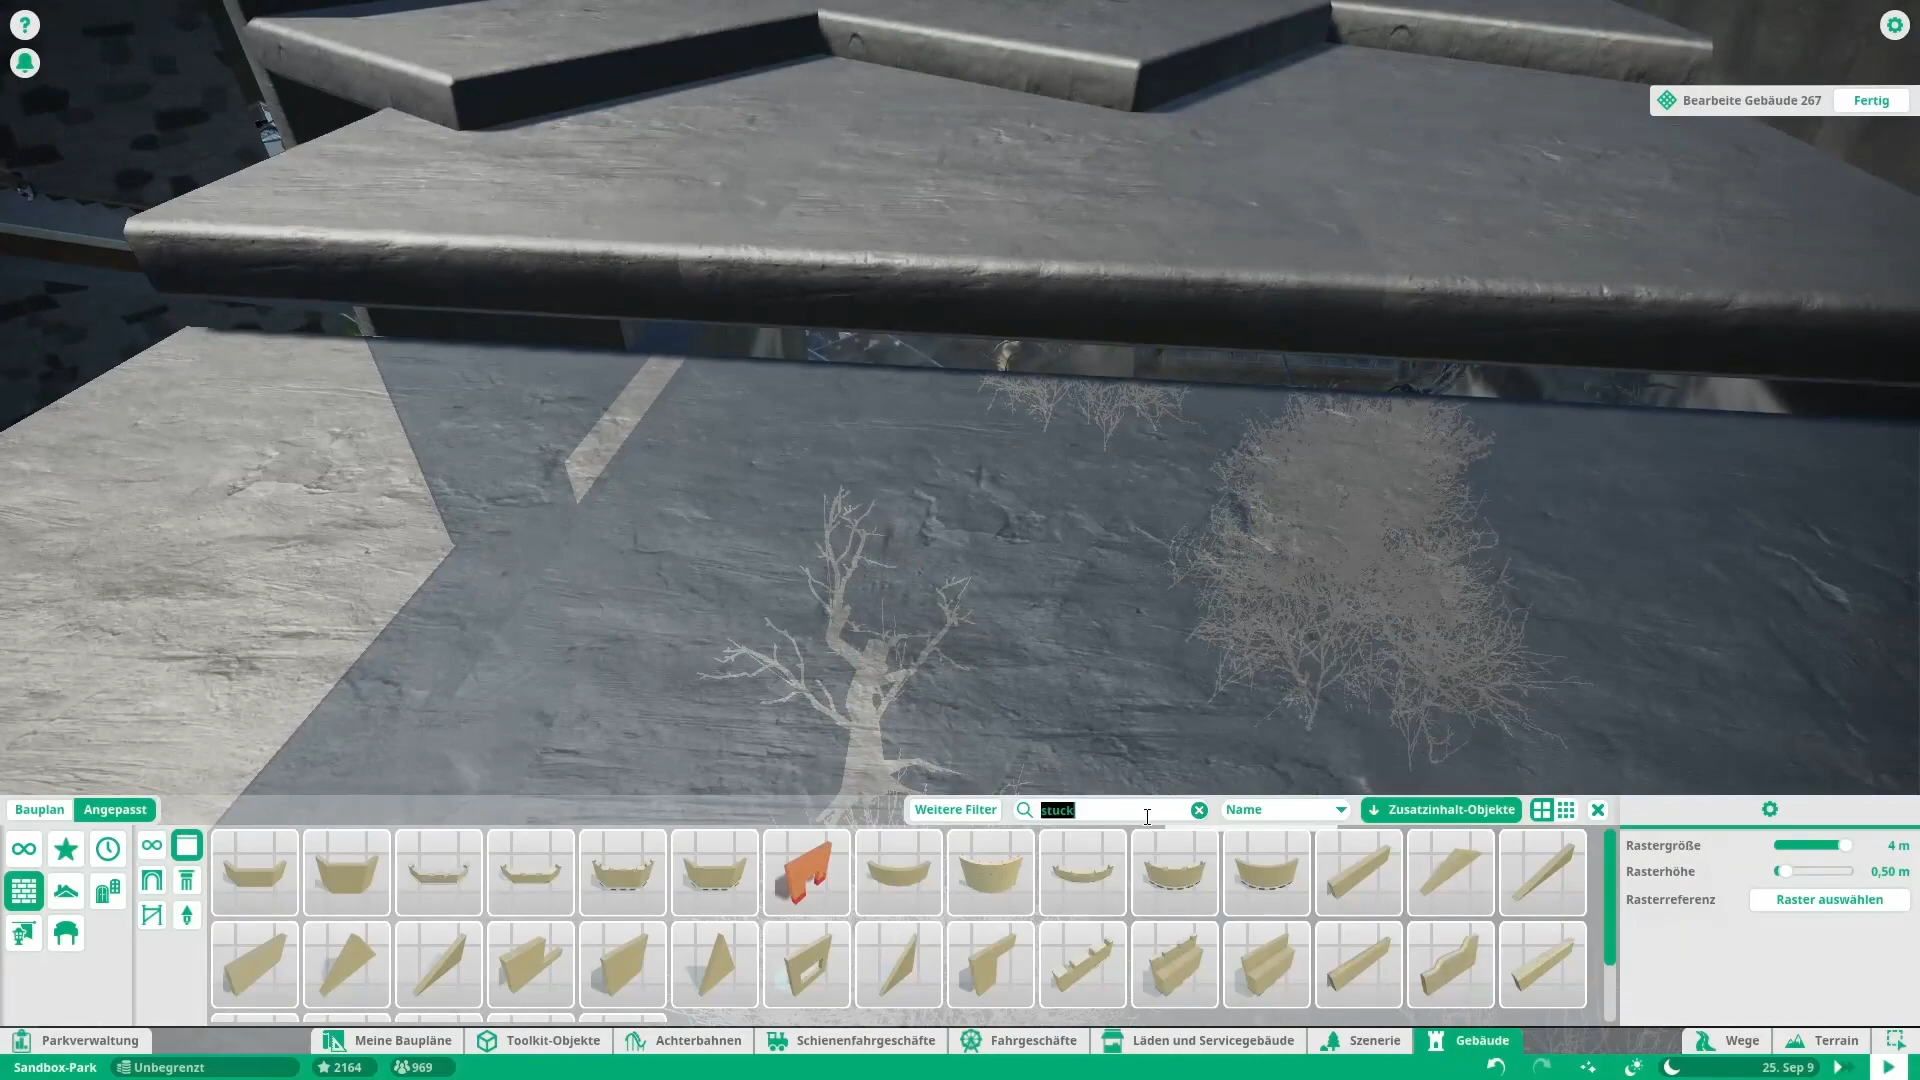 ?
Bearbeite Gebäude 267
Fertig
Bauplan
Angepasst
Weitere Filter
stuck
Name
Zusatzinhalt-Objekte
Rastergröße
4 m
Rasterhöhe
0,50 m
Rasterreferenz
Raster auswählen
Parkverwaltung
Meine Baupläne
Toolkit-Objekte
Achterbahnen
Schienenfahrgeschäfte
Fahrgeschäfte
Läden und Servicegebäude
Szenerie
Gebäude
Wege
Terrain
Sandbox-Park
Unbegrenzt
2164
969
25. Sep 9